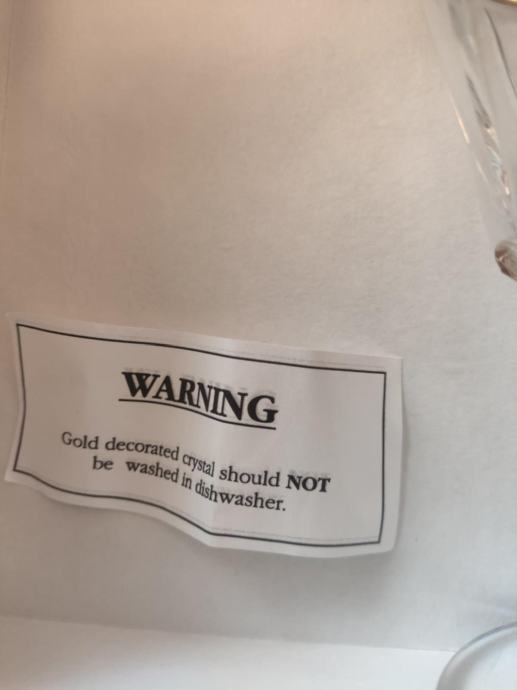 WARNING
Gold decorated crystal should NOT
be washed in dishwasher.